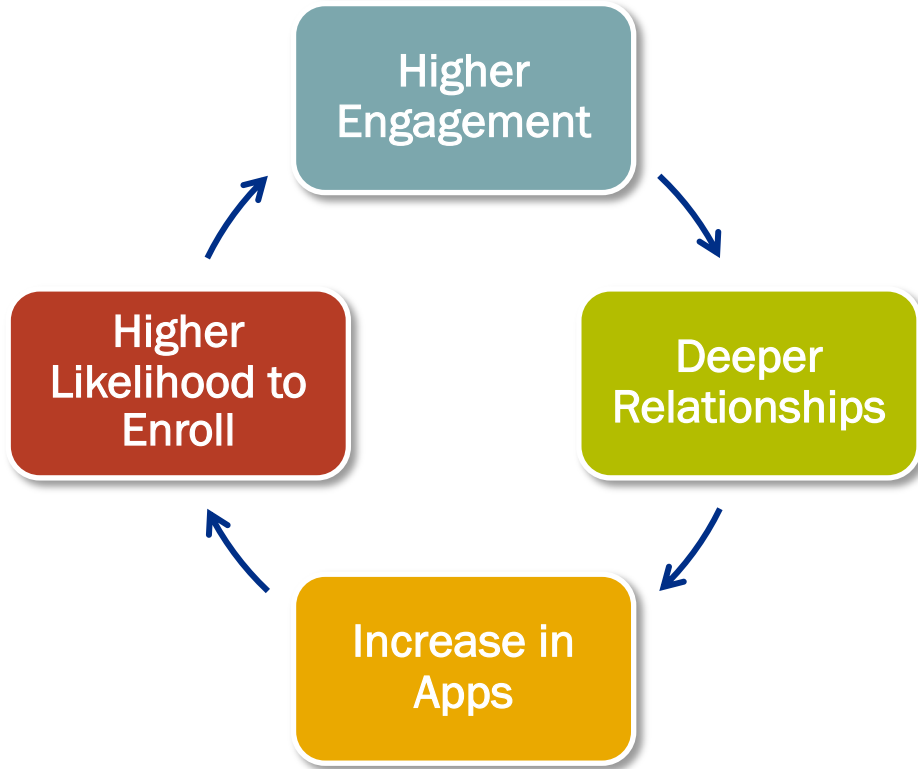 Higher
Engagement
Deeper
Relationships
Increase in
Apps
Higher
Likelihood to
Enroll